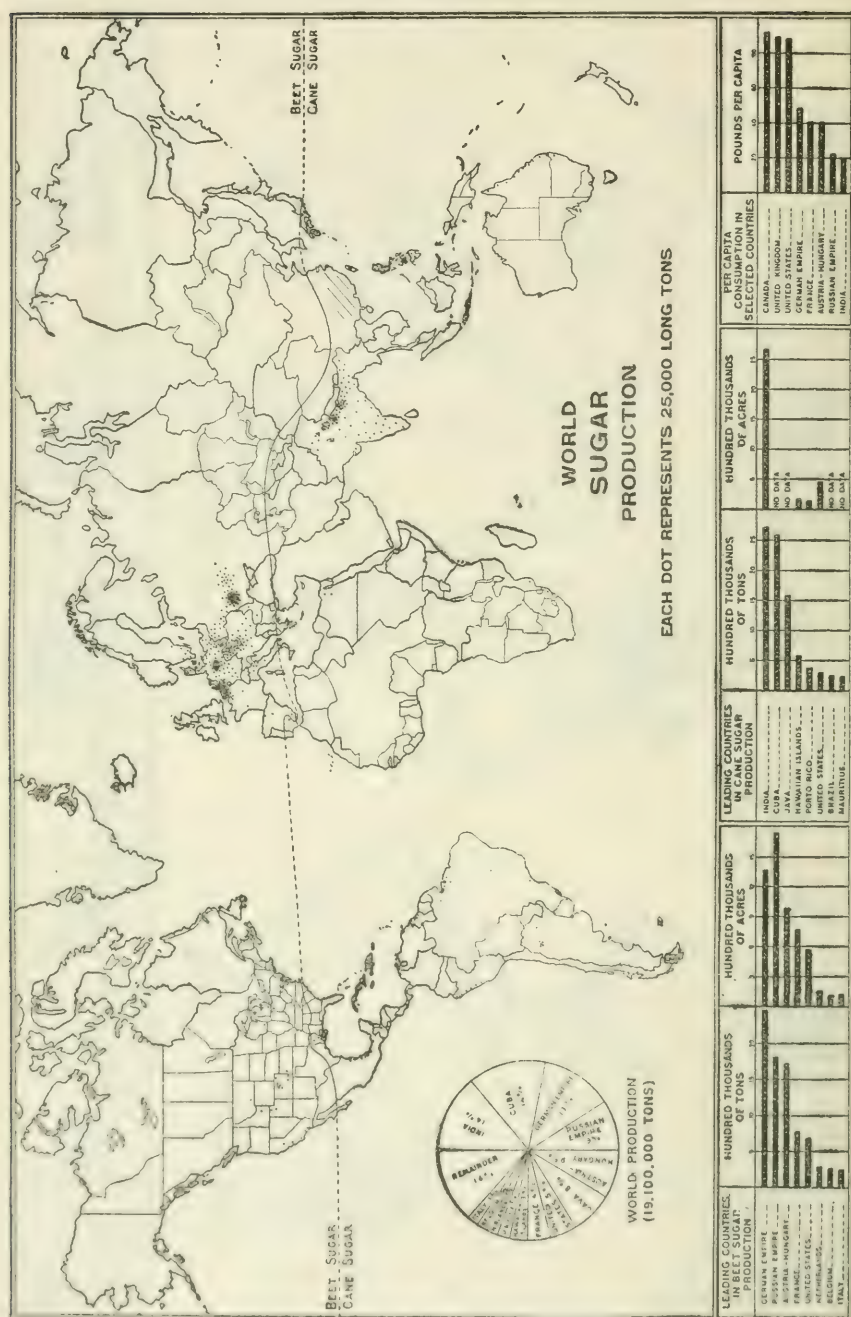 BEET SUGAR
CANE SUGAR
BEET SUGAR
CANE SUGAR
WORLD
SUGAR
PRODUCTION
EACH DOT REPRESENTS 25,000 LONG TONS
REMAINDER
INDIA
CUBA
RUSSIAN
EMPIRE
AUSTRIA-
HUNGARY
JAVA 8%
UNITED
STATES
FRANCE
WORLD PRODUCTION
(19,100,000 TONS)
LEADING COUNTRIES
IN BEET SUGAR
PRODUCTION
HUNDRED THOUSANDS
OF TONS
HUNDRED THOUSANDS
OF ACRES
GERMAN EMPIRE
RUSSIAN EMPIRE
AUSTRIA-HUNGARY
FRANCE
UNITED STATES
NETHERLANDS
BELGIUM
ITALY
LEADING COUNTRIES
IN CANE SUGAR
PRODUCTION
HUNDRED THOUSANDS
OF TONS
HUNDRED THOUSANDS
OF ACRES
INDIA
CUBA NO DATA
JAVA NO DATA
HAWAIIAN ISLANDS
PORTO RICO
UNITED STATES
BRAZIL NO DATA
MAURITIUS NO DATA
PER CAPITA
CONSUMPTION IN
SELECTED COUNTRIES
POUNDS PER CAPITA
CANADA
UNITED KINGDOM
UNITED STATES
GERMAN EMPIRE
FRANCE
AUSTRIA-HUNGARY
RUSSIAN EMPIRE
INDIA